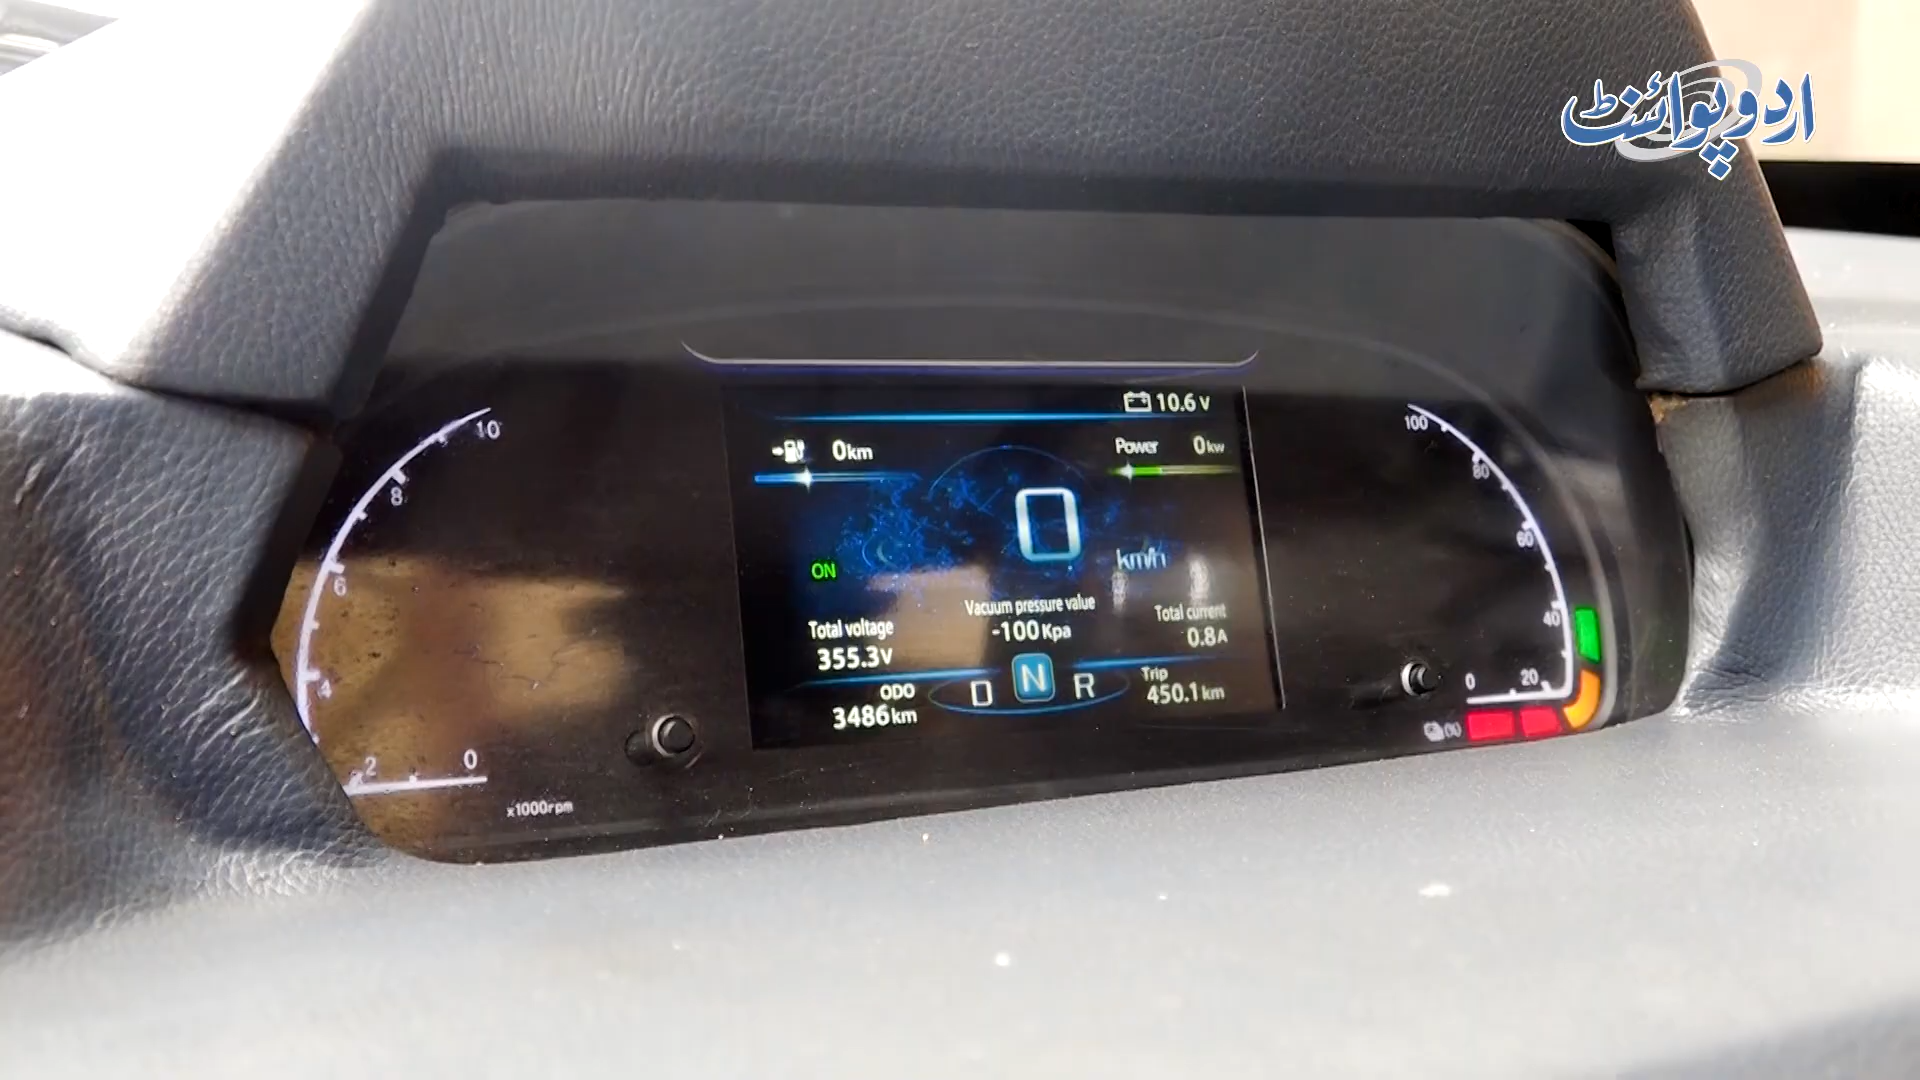 اردوپوائنٹ
10.6 V
0km
Power 0kw
0
km/h
ON
Vacuum pressure value
-100 Kpa
Total voltage
355.3V
Total current
0.8A
D N R
ODO
3486km
Trip
450.1 km
10
8
6
4
2
0
x1000rpm
100
80
60
40
20
0
(%)